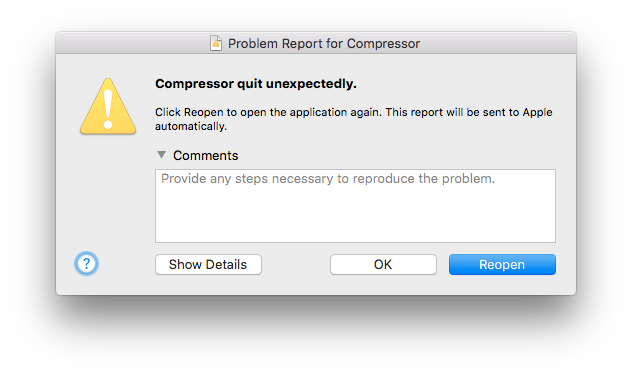 Problem Report for Compressor
Compressor quit unexpectedly.
Click Reopen to open the application again. This report will be sent to Apple
automatically.
Comments
Provide any steps necessary to reproduce the problem.
?
Show Details
OK
Reopen